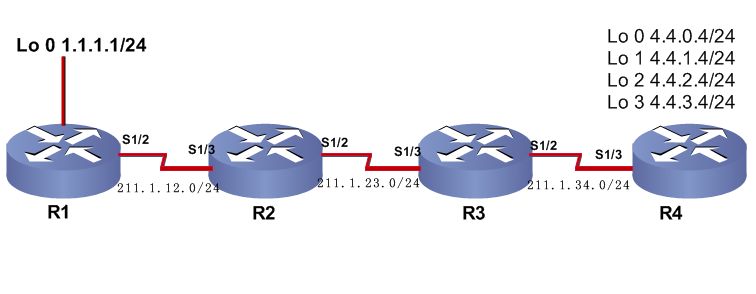 Lo 0 1.1.1.1/24
Lo 0 4.4.0.4/24
Lo 1 4.4.1.4/24
Lo 2 4.4.2.4/24
Lo 3 4.4.3.4/24
S1/2
S1/3
S1/2
S1/3
S1/2
S1/3
211.1.12.0/24
211.1.23.0/24
211.1.34.0/24
R1
R2
R3
R4